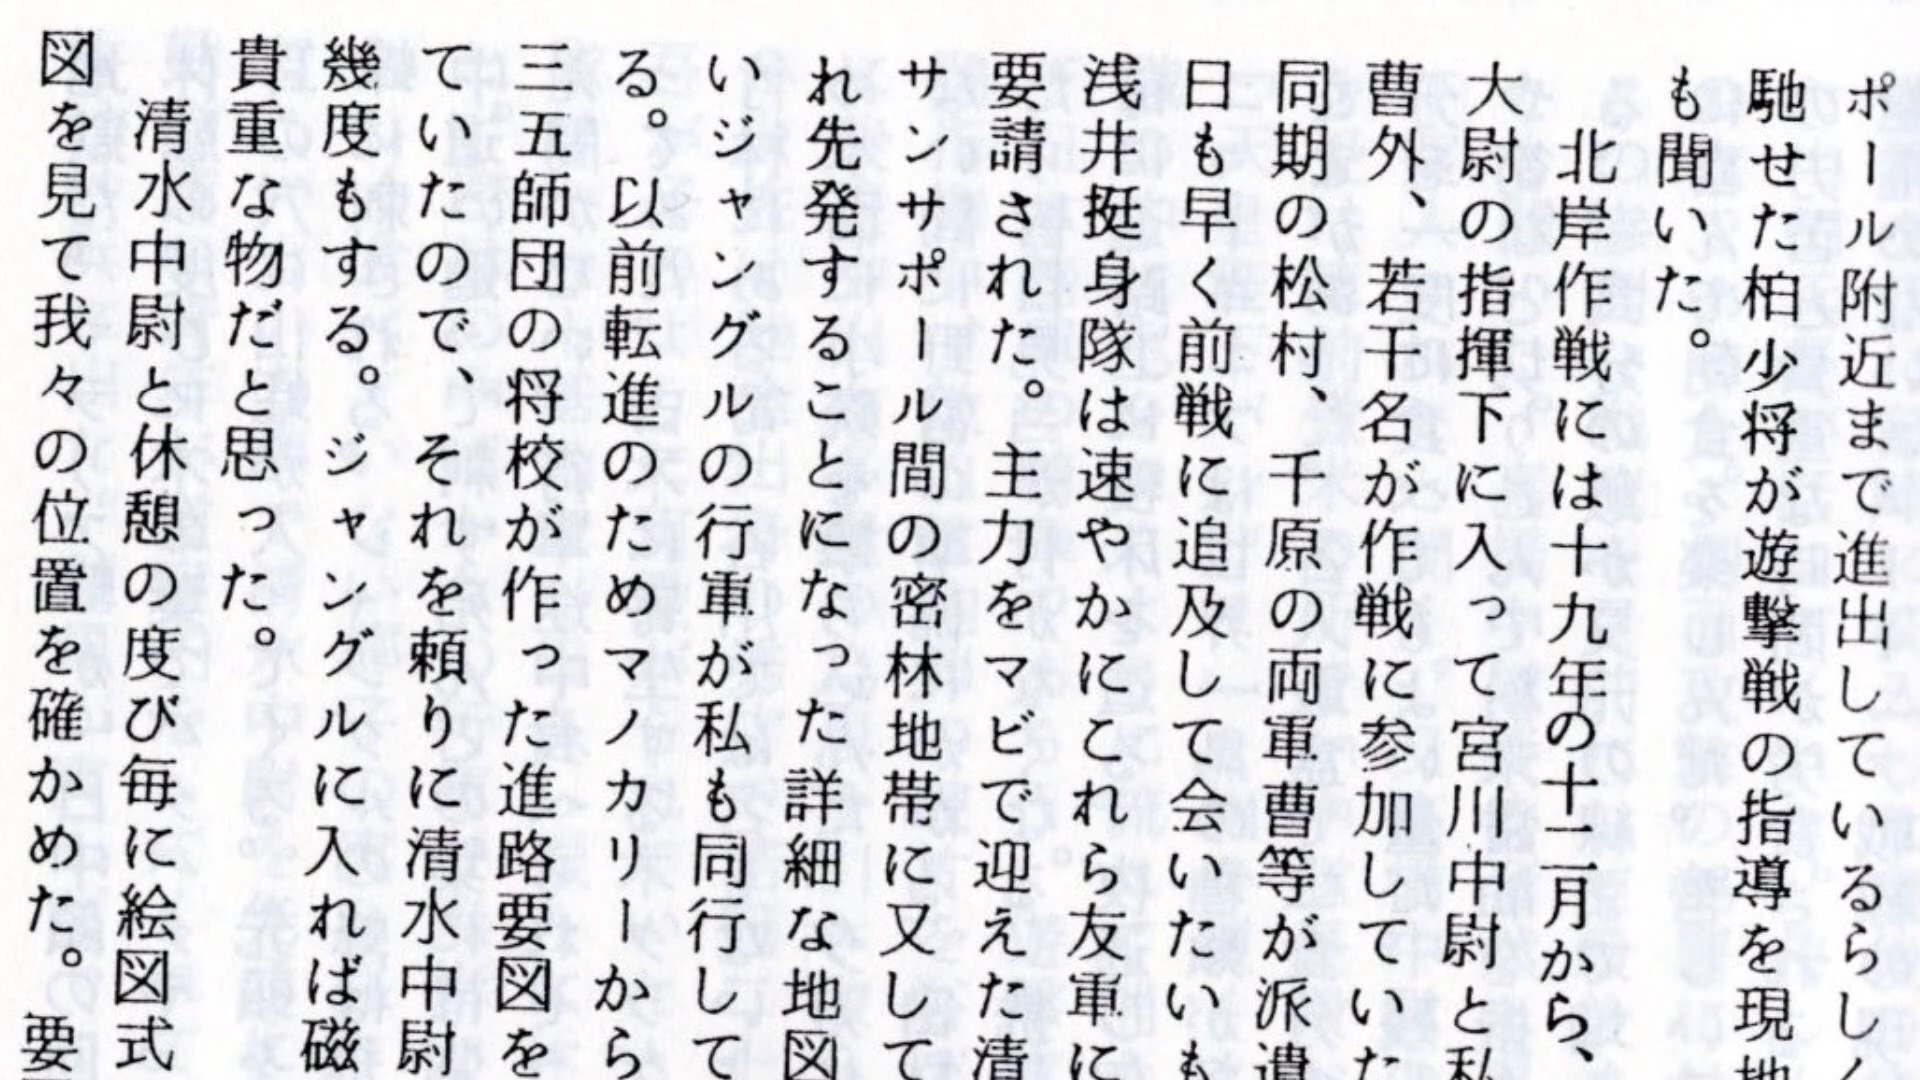 ポール附近まで進出しているらしく
馳せた柏少将が遊撃戦の指導を現地
も聞いた。
北岸作戦には十九年の十二月から、
大尉の指揮下に入って宮川中尉と私
曹外、若干名が作戦に参加していた
同期の松村、千原の両軍曹等が派遣
日も早く前戦に追及して会いたいも
浅井挺身隊は速やかにこれら友軍に
要請された。主力をマビで迎えた清
サンサポール間の密林地帯に又して
れ先発することになった詳細な地図
いジャングルの行軍が私も同行して
る。以前転進のためマノカリーから
三五師団の将校が作った進路要図を
ていたので、それを頼りに清水中尉
幾度もする。ジャングルに入れば磁
貴重な物だと思った。
清水中尉と休憩の度び毎に絵図式
図を見て我々の位置を確かめた。要